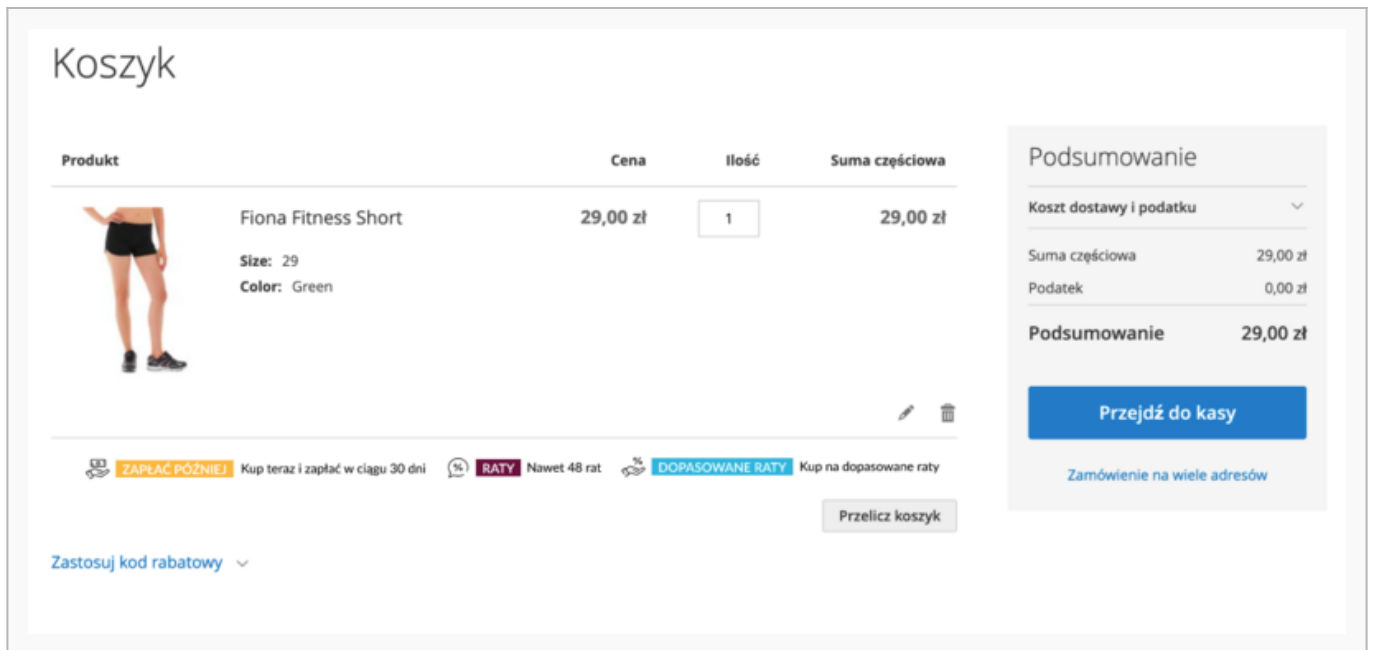 Koszyk
Produkt Cena Ilość Suma częściowa
Fiona Fitness Short 29,00 zł 1 29,00 zł
Size: 29
Color: Green
ZAPŁAĆ PÓŹNIEJ Kup teraz i zapłać w ciągu 30 dni % RATY Nawet 48 rat % DOPASOWANE RATY Kup na dopasowane raty
Przelicz koszyk
Zastosuj kod rabatowy
Podsumowanie
Koszt dostawy i podatku
Suma częściowa 29,00 zł
Podatek 0,00 zł
Podsumowanie 29,00 zł
Przejdź do kasy
Zamówienie na wiele adresów